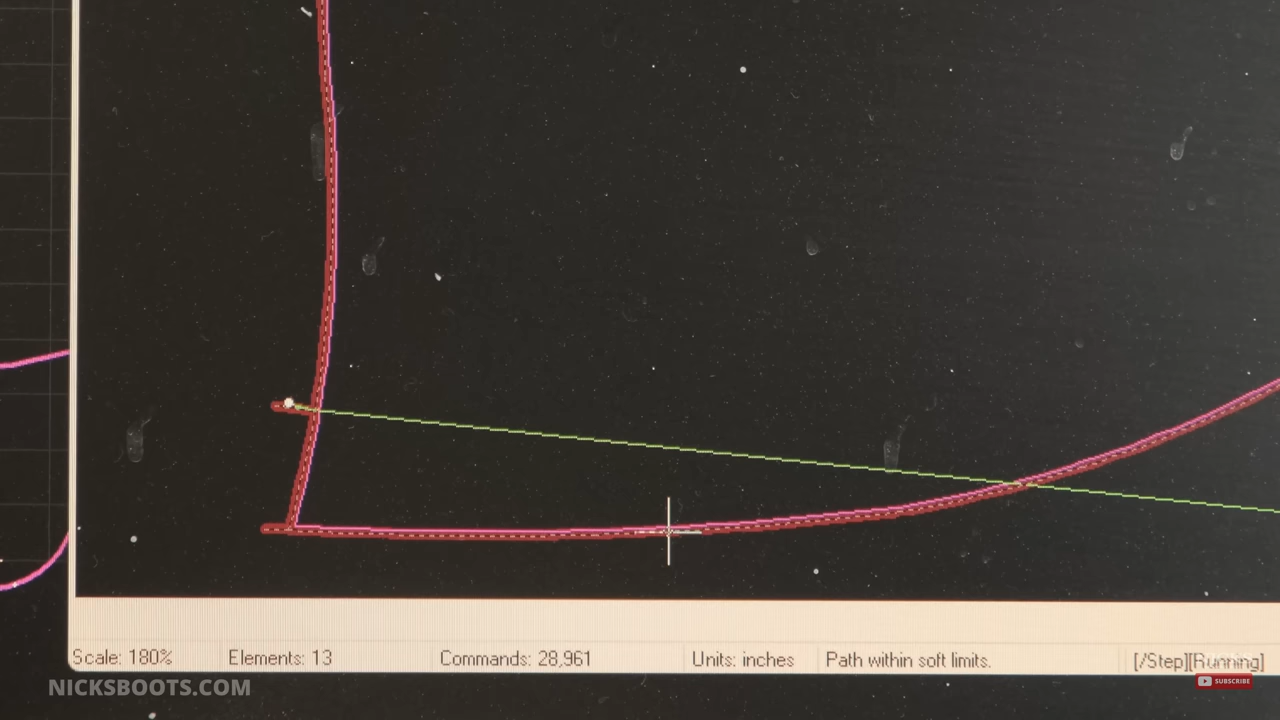 Scale: 180%
Elements: 13
Commands: 28,961
Units: inches
Path within soft limits.
[/Step][Running]
NICKSBOOTS.COM
SUBSCRIBE